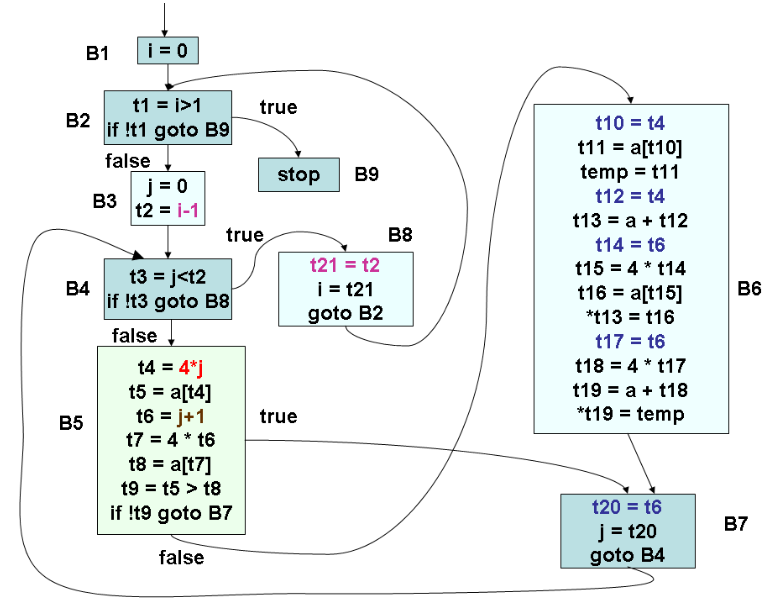 B1
i = 0
B2
t1 = i>1
if !t1 goto B9
true
false
stop
B9
B3
j = 0
t2 = i-1
true
B8
t21 = t2
i = t21
goto B2
B4
t3 = j<t2
if !t3 goto B8
false
B5
t4 = 4*j
t5 = a[t4]
t6 = j+1
t7 = 4 * t6
t8 = a[t7]
t9 = t5 > t8
if !t9 goto B7
true
false
t10 = t4
t11 = a[t10]
temp = t11
t12 = t4
t13 = a + t12
t14 = t6
t15 = 4 * t14
t16 = a[t15]
*t13 = t16
t17 = t6
t18 = 4 * t17
t19 = a + t18
*t19 = temp
B6
t20 = t6
j = t20
goto B4
B7